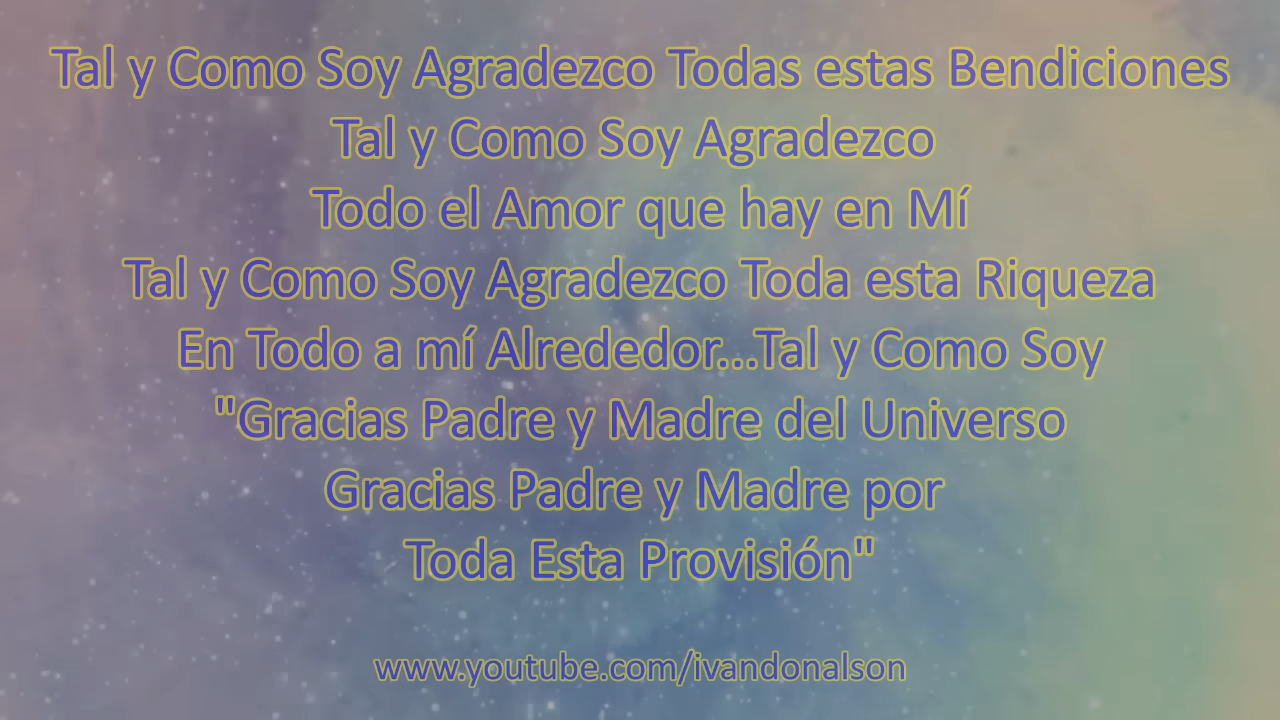 Tal y Como Soy Agradezco Todas estas Bendiciones
Tal y Como Soy Agradezco
Todo el Amor que hay en Mí
Tal y Como Soy Agradezco Toda esta Riqueza
En Todo a mí Alrededor...Tal y Como Soy
"Gracias Padre y Madre del Universo
Gracias Padre y Madre por
Toda Esta Provisión"
www.youtube.com/ivandonalson